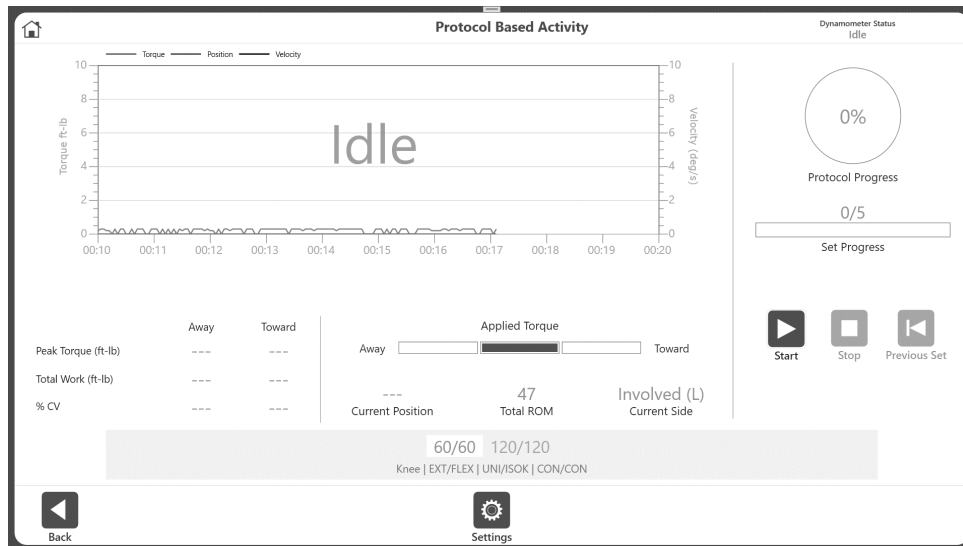 Protocol Based Activity
Dynamometer Status
Idle
Torque Position Velocity
10
8
6
4
2
0
Torque ft-lb
Idle
10
8
6
4
2
0
Velocity (deg/s)
00:10 00:11 00:12 00:13 00:14 00:15 00:16 00:17 00:18 00:19 00:20
0%
Protocol Progress
0/5
Set Progress
Start Stop Previous Set
Away Toward
Peak Torque (ft-lb) --- ---
Total Work (ft-lb) --- ---
% CV --- ---
Applied Torque
Away Toward
--- 47 Involved (L)
Current Position Total ROM Current Side
60/60 120/120
Knee | EXT/FLEX | UNI/ISOK | CON/CON
Back
Settings